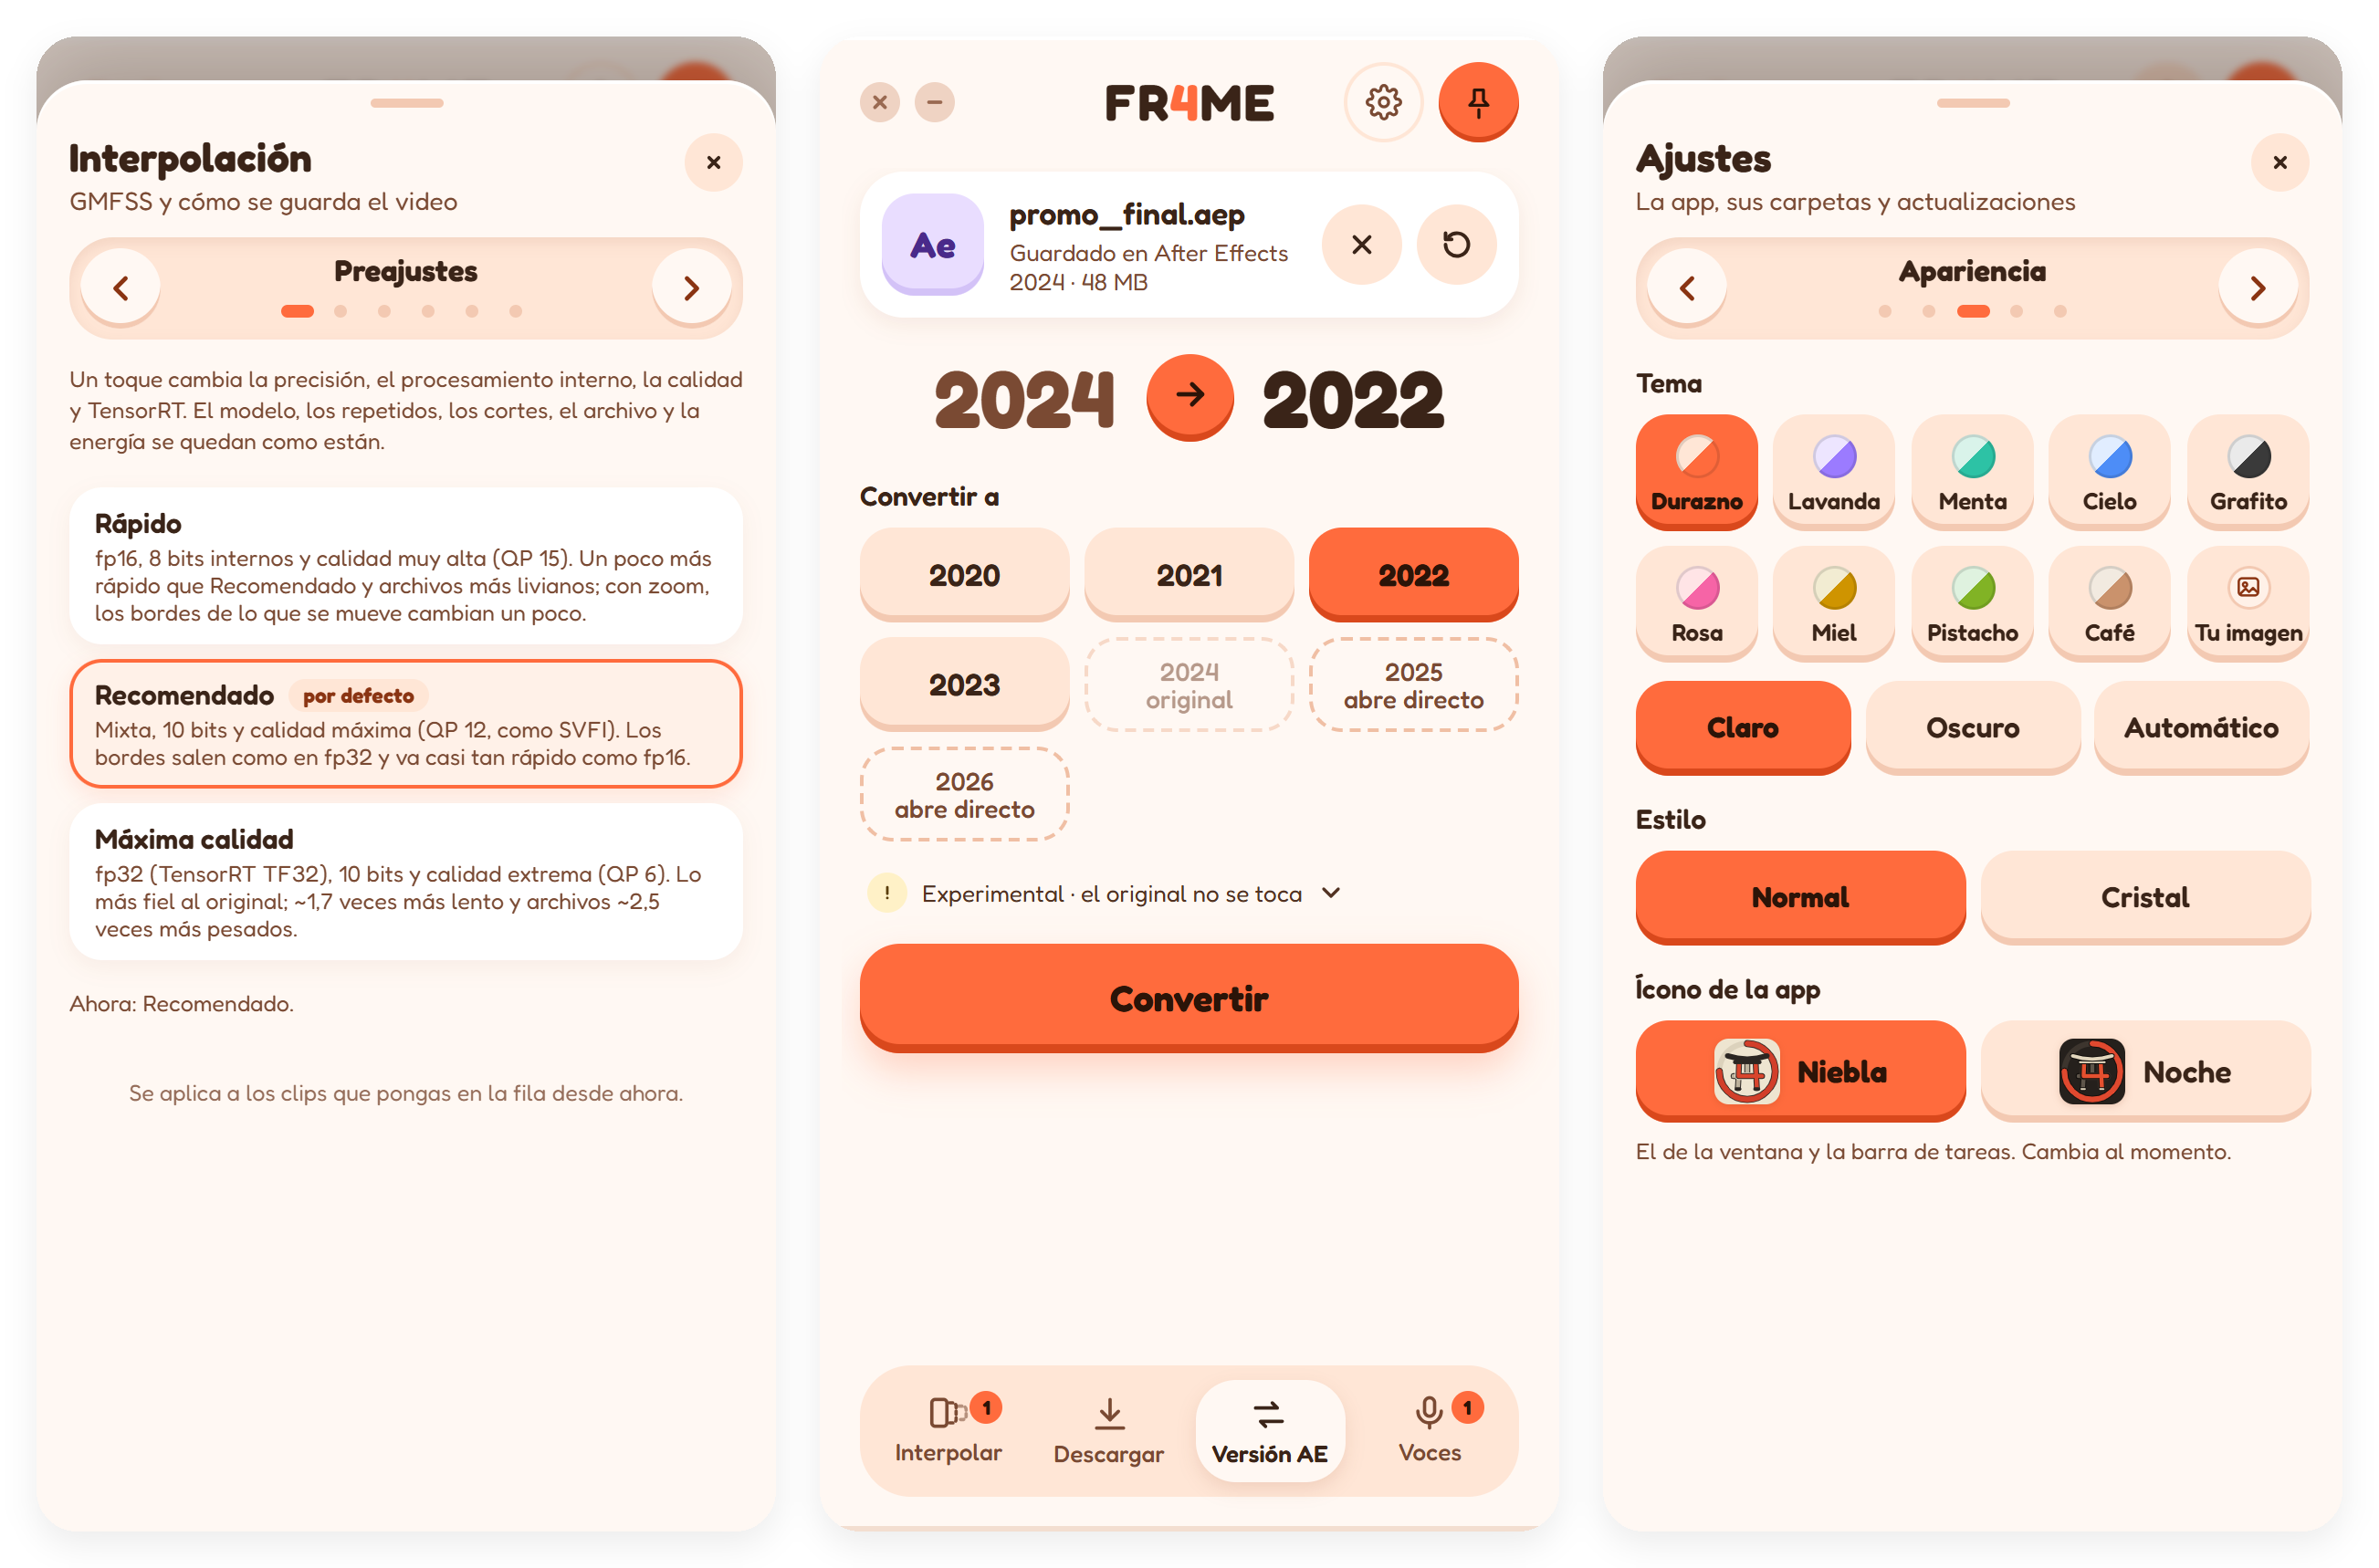 Interpolación
GMFSS y cómo se guarda el video
Preajustes
Un toque cambia la precisión, el procesamiento interno, la calidad
y TensorRT. El modelo, los repetidos, los cortes, el archivo y la
energía se quedan como están.
Rápido
fp16, 8 bits internos y calidad muy alta (QP 15). Un poco más
rápido que Recomendado y archivos más livianos; con zoom,
los bordes de lo que se mueve cambian un poco.
Recomendado por defecto
Mixta, 10 bits y calidad máxima (QP 12, como SVFI). Los
bordes salen como en fp32 y va casi tan rápido como fp16.
Máxima calidad
fp32 (TensorRT TF32), 10 bits y calidad extrema (QP 6). Lo
más fiel al original; ~1,7 veces más lento y archivos ~2,5
veces más pesados.
Ahora: Recomendado.
Se aplica a los clips que pongas en la fila desde ahora.
FR4ME
Ae
promo_final.aep
Guardado en After Effects
2024 · 48 MB
2024 → 2022
Convertir a
2020 2021 2022
2023
2024
original
2025
abre directo
2026
abre directo
! Experimental · el original no se toca
Convertir
1 1
Interpolar Descargar Versión AE Voces
Ajustes
La app, sus carpetas y actualizaciones
Apariencia
Tema
Durazno Lavanda Menta Cielo Grafito
Rosa Miel Pistacho Café Tu imagen
Claro Oscuro Automático
Estilo
Normal Cristal
Ícono de la app
Niebla Noche
El de la ventana y la barra de tareas. Cambia al momento.